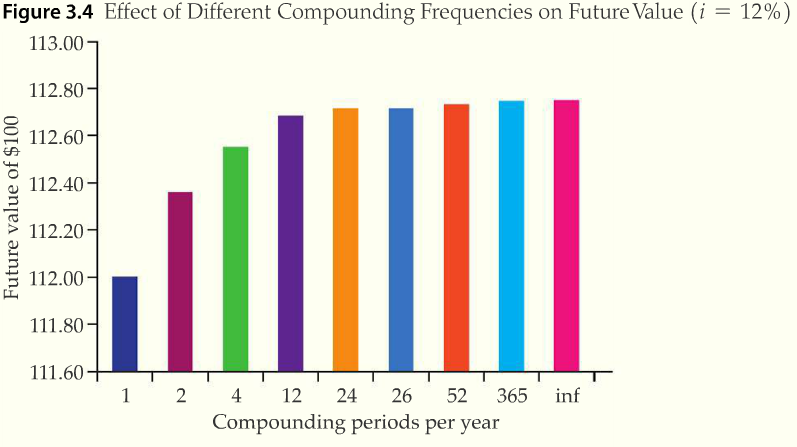 Figure 3.4 Effect of Different Compounding Frequencies on Future Value (i = 12%)
113.00
112.80
112.60
112.40
112.20
112.00
111.80
111.60
Future value of $100
1 2 4 12 24 26 52 365 inf
Compounding periods per year